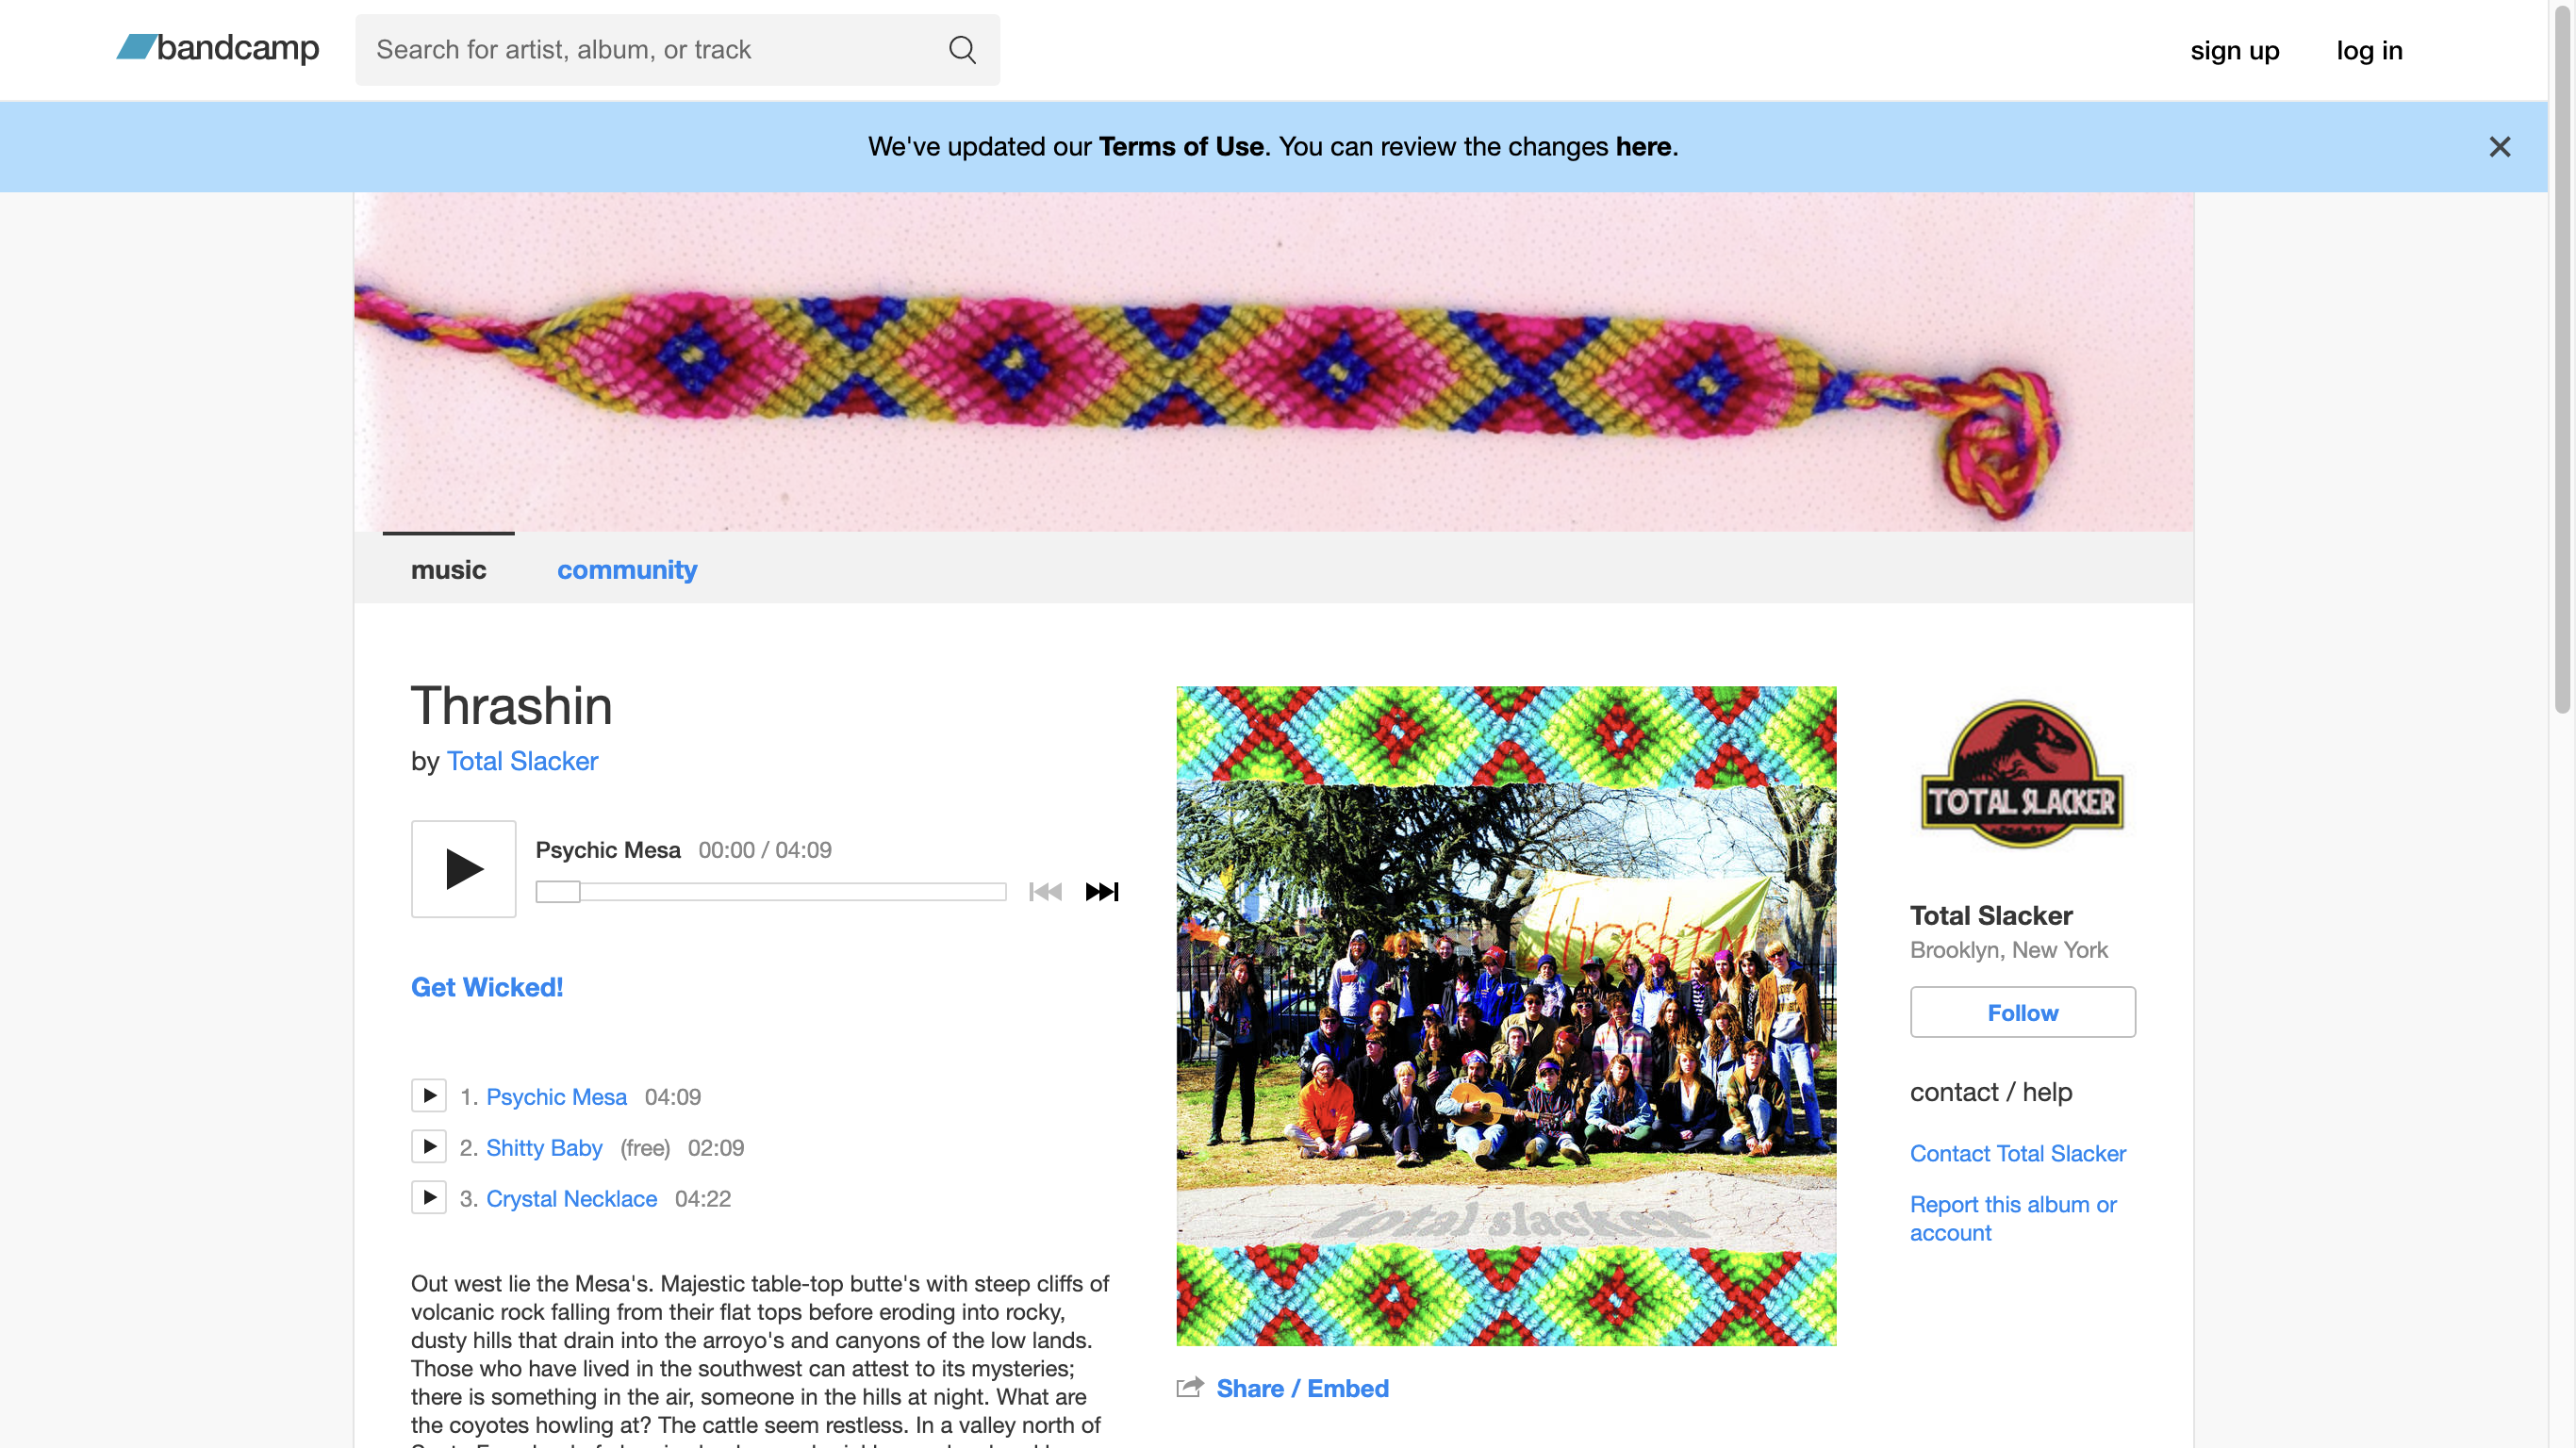 bandcamp
Search for artist, album, or track
sign up
log in
We've updated our Terms of Use. You can review the changes here.
music
community
Thrashin
by Total Slacker
Psychic Mesa 00:00 / 04:09
Get Wicked!
1. Psychic Mesa 04:09
2. Shitty Baby (free) 02:09
3. Crystal Necklace 04:22
Out west lie the Mesa's. Majestic table-top butte's with steep cliffs of
volcanic rock falling from their flat tops before eroding into rocky,
dusty hills that drain into the arroyo's and canyons of the low lands.
Those who have lived in the southwest can attest to its mysteries;
there is something in the air, someone in the hills at night. What are
the coyotes howling at? The cattle seem restless. In a valley north of
thrashin
total slacker
Share / Embed
TOTAL SLACKER
Total Slacker
Brooklyn, New York
Follow
contact / help
Contact Total Slacker
Report this album or
account